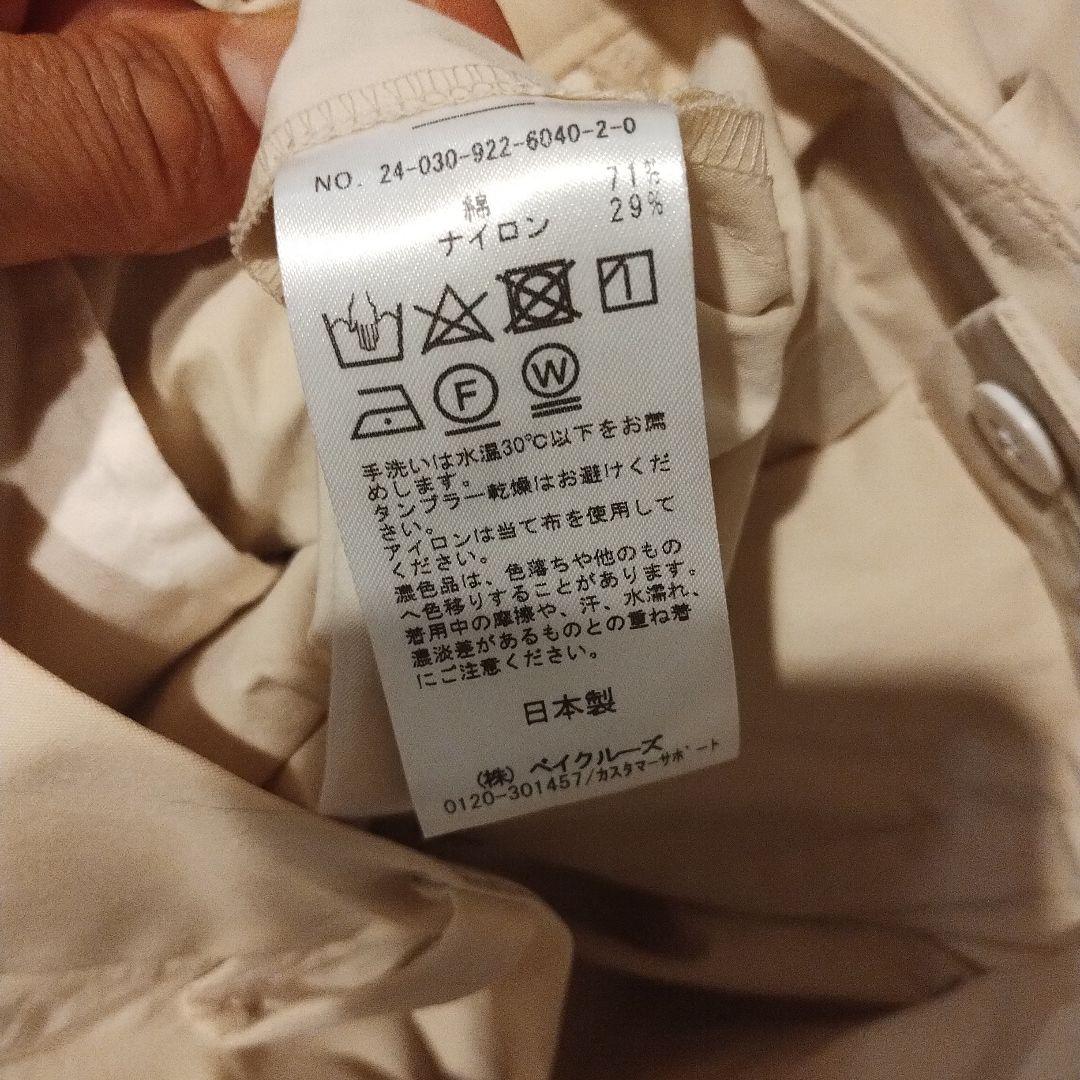 NO. 24-030-922-6040-2-0
綿 71%
ナイロン 29%
F W
手洗いは水温30℃以下をお薦
めします。
タンブラー乾燥はお避けくだ
さい。
アイロンは当て布を使用して
ください。
濃色品は、色落ちや他のもの
へ色移りすることがあります。
着用中の摩擦や、汗、水濡れ、
濃淡差があるものとの重ね着
にご注意ください。
日本製
(株) ベイクルーズ
0120-301457/カスタマーサポート